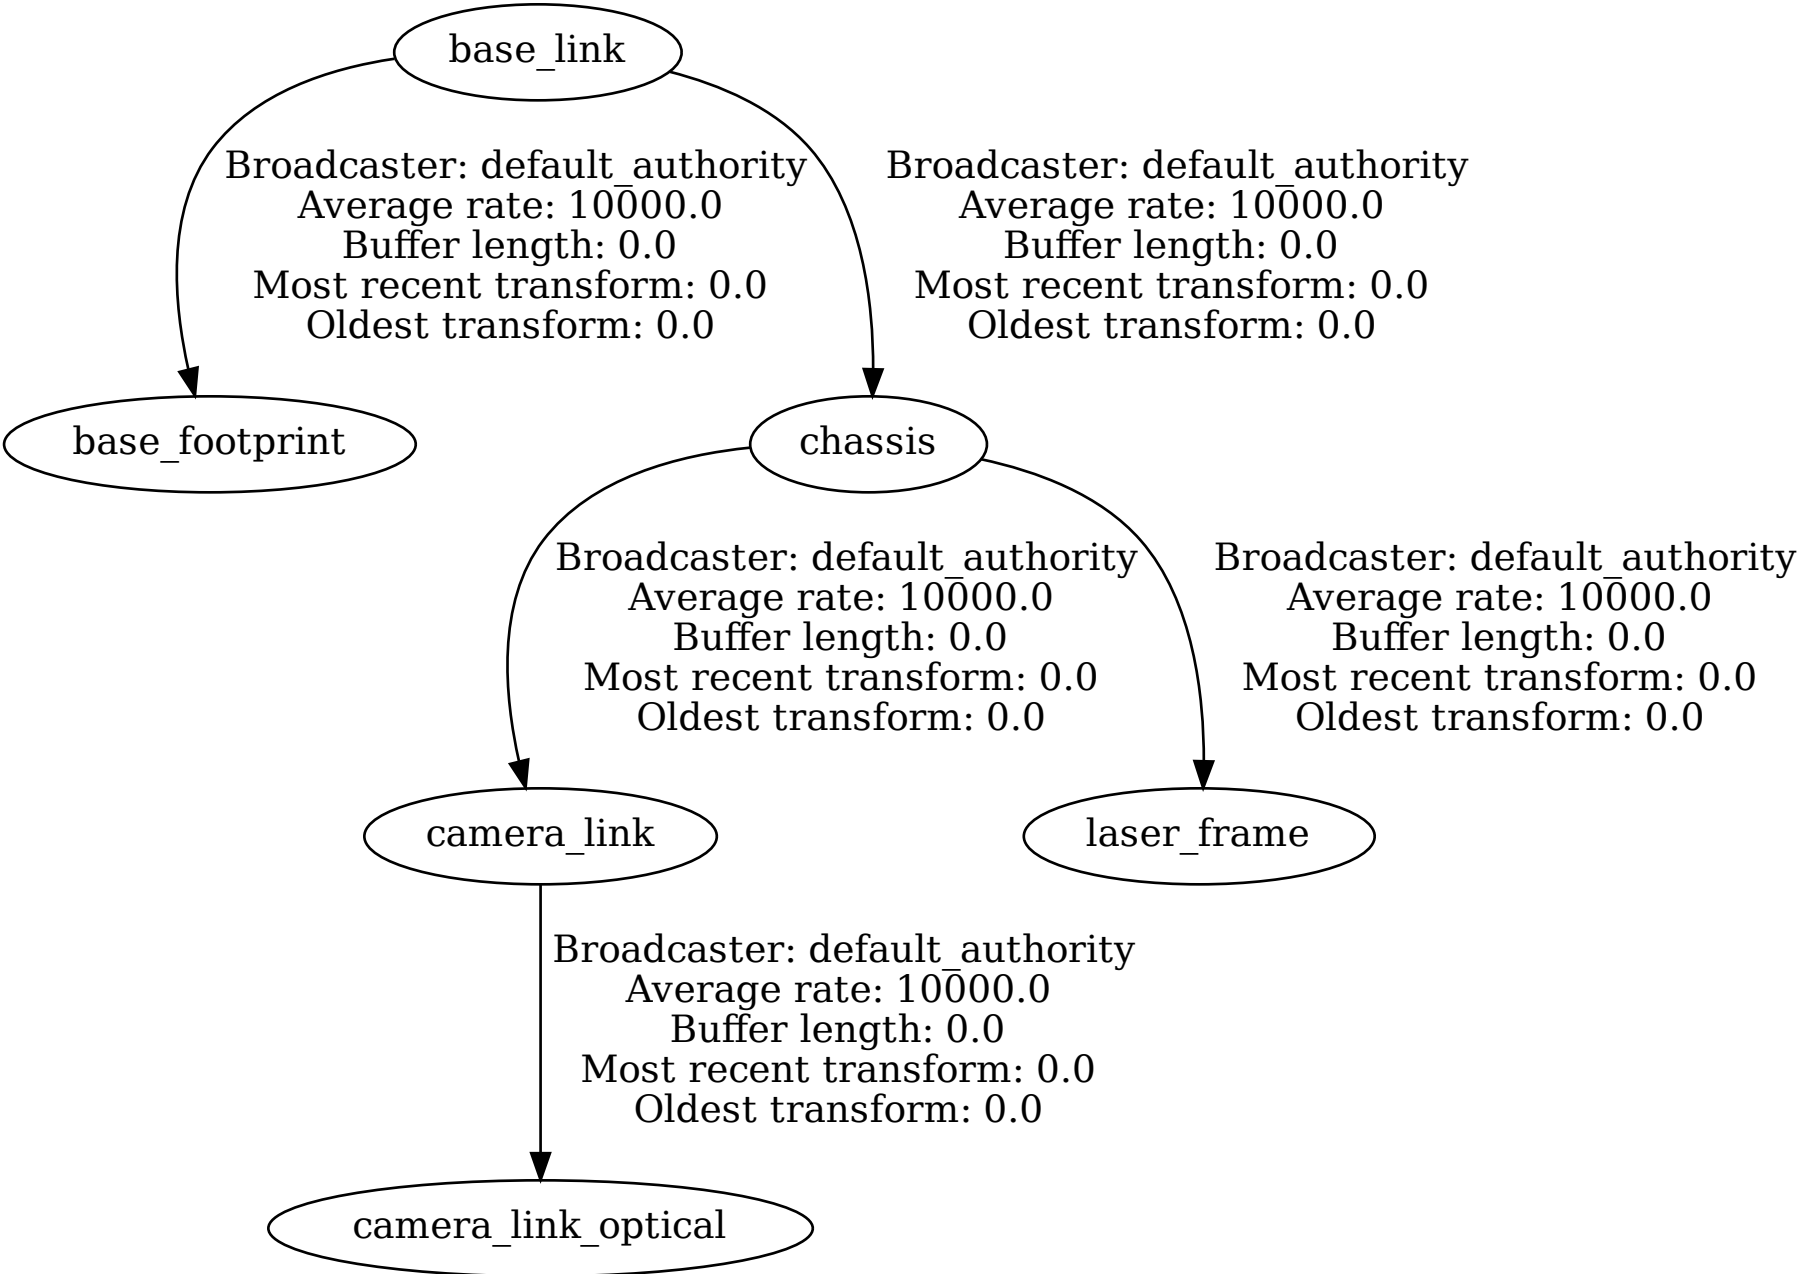 base_link
Broadcaster: default_authority
Average rate: 10000.0
Buffer length: 0.0
Most recent transform: 0.0
Oldest transform: 0.0
Broadcaster: default_authority
Average rate: 10000.0
Buffer length: 0.0
Most recent transform: 0.0
Oldest transform: 0.0
base_footprint
chassis
Broadcaster: default_authority
Average rate: 10000.0
Buffer length: 0.0
Most recent transform: 0.0
Oldest transform: 0.0
Broadcaster: default_authority
Average rate: 10000.0
Buffer length: 0.0
Most recent transform: 0.0
Oldest transform: 0.0
camera_link
laser_frame
Broadcaster: default_authority
Average rate: 10000.0
Buffer length: 0.0
Most recent transform: 0.0
Oldest transform: 0.0
camera_link_optical